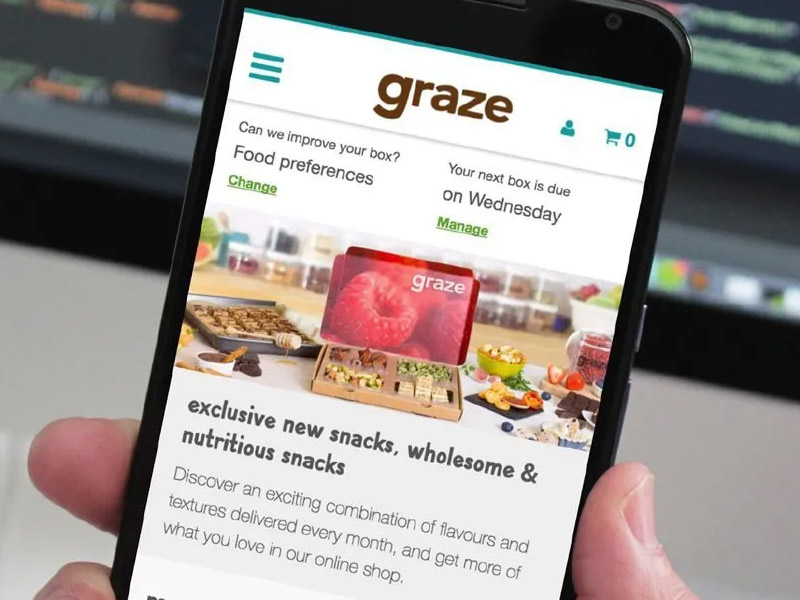 graze
0
Can we improve your box?
Food preferences
Change
Your next box is due
on Wednesday
Manage
graze
graze
exclusive new snacks, wholesome &
nutritious snacks
Discover an exciting combination of flavours and
textures delivered every month, and get more of
what you love in our online shop.